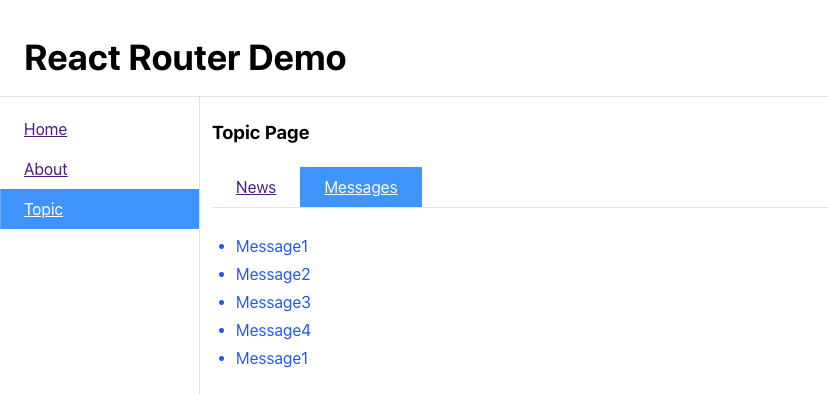 React Router Demo
Home
About
Topic
Topic Page
News Messages
Message1
Message2
Message3
Message4
Message1